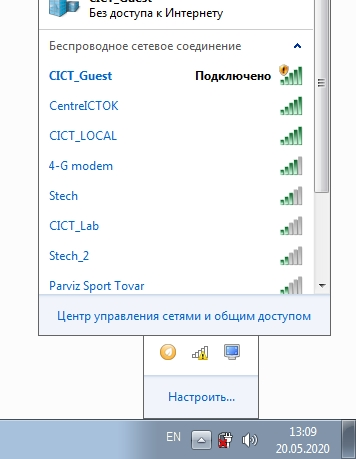 CICT_Guest
Без доступа к Интернету
Беспроводное сетевое соединение
CICT_Guest Подключено
CentreICTOK
CICT_LOCAL
4-G modem
Stech
CICT_Lab
Stech_2
Parviz Sport Tovar
Центр управления сетями и общим доступом
Настроить...
EN 13:09
20.05.2020